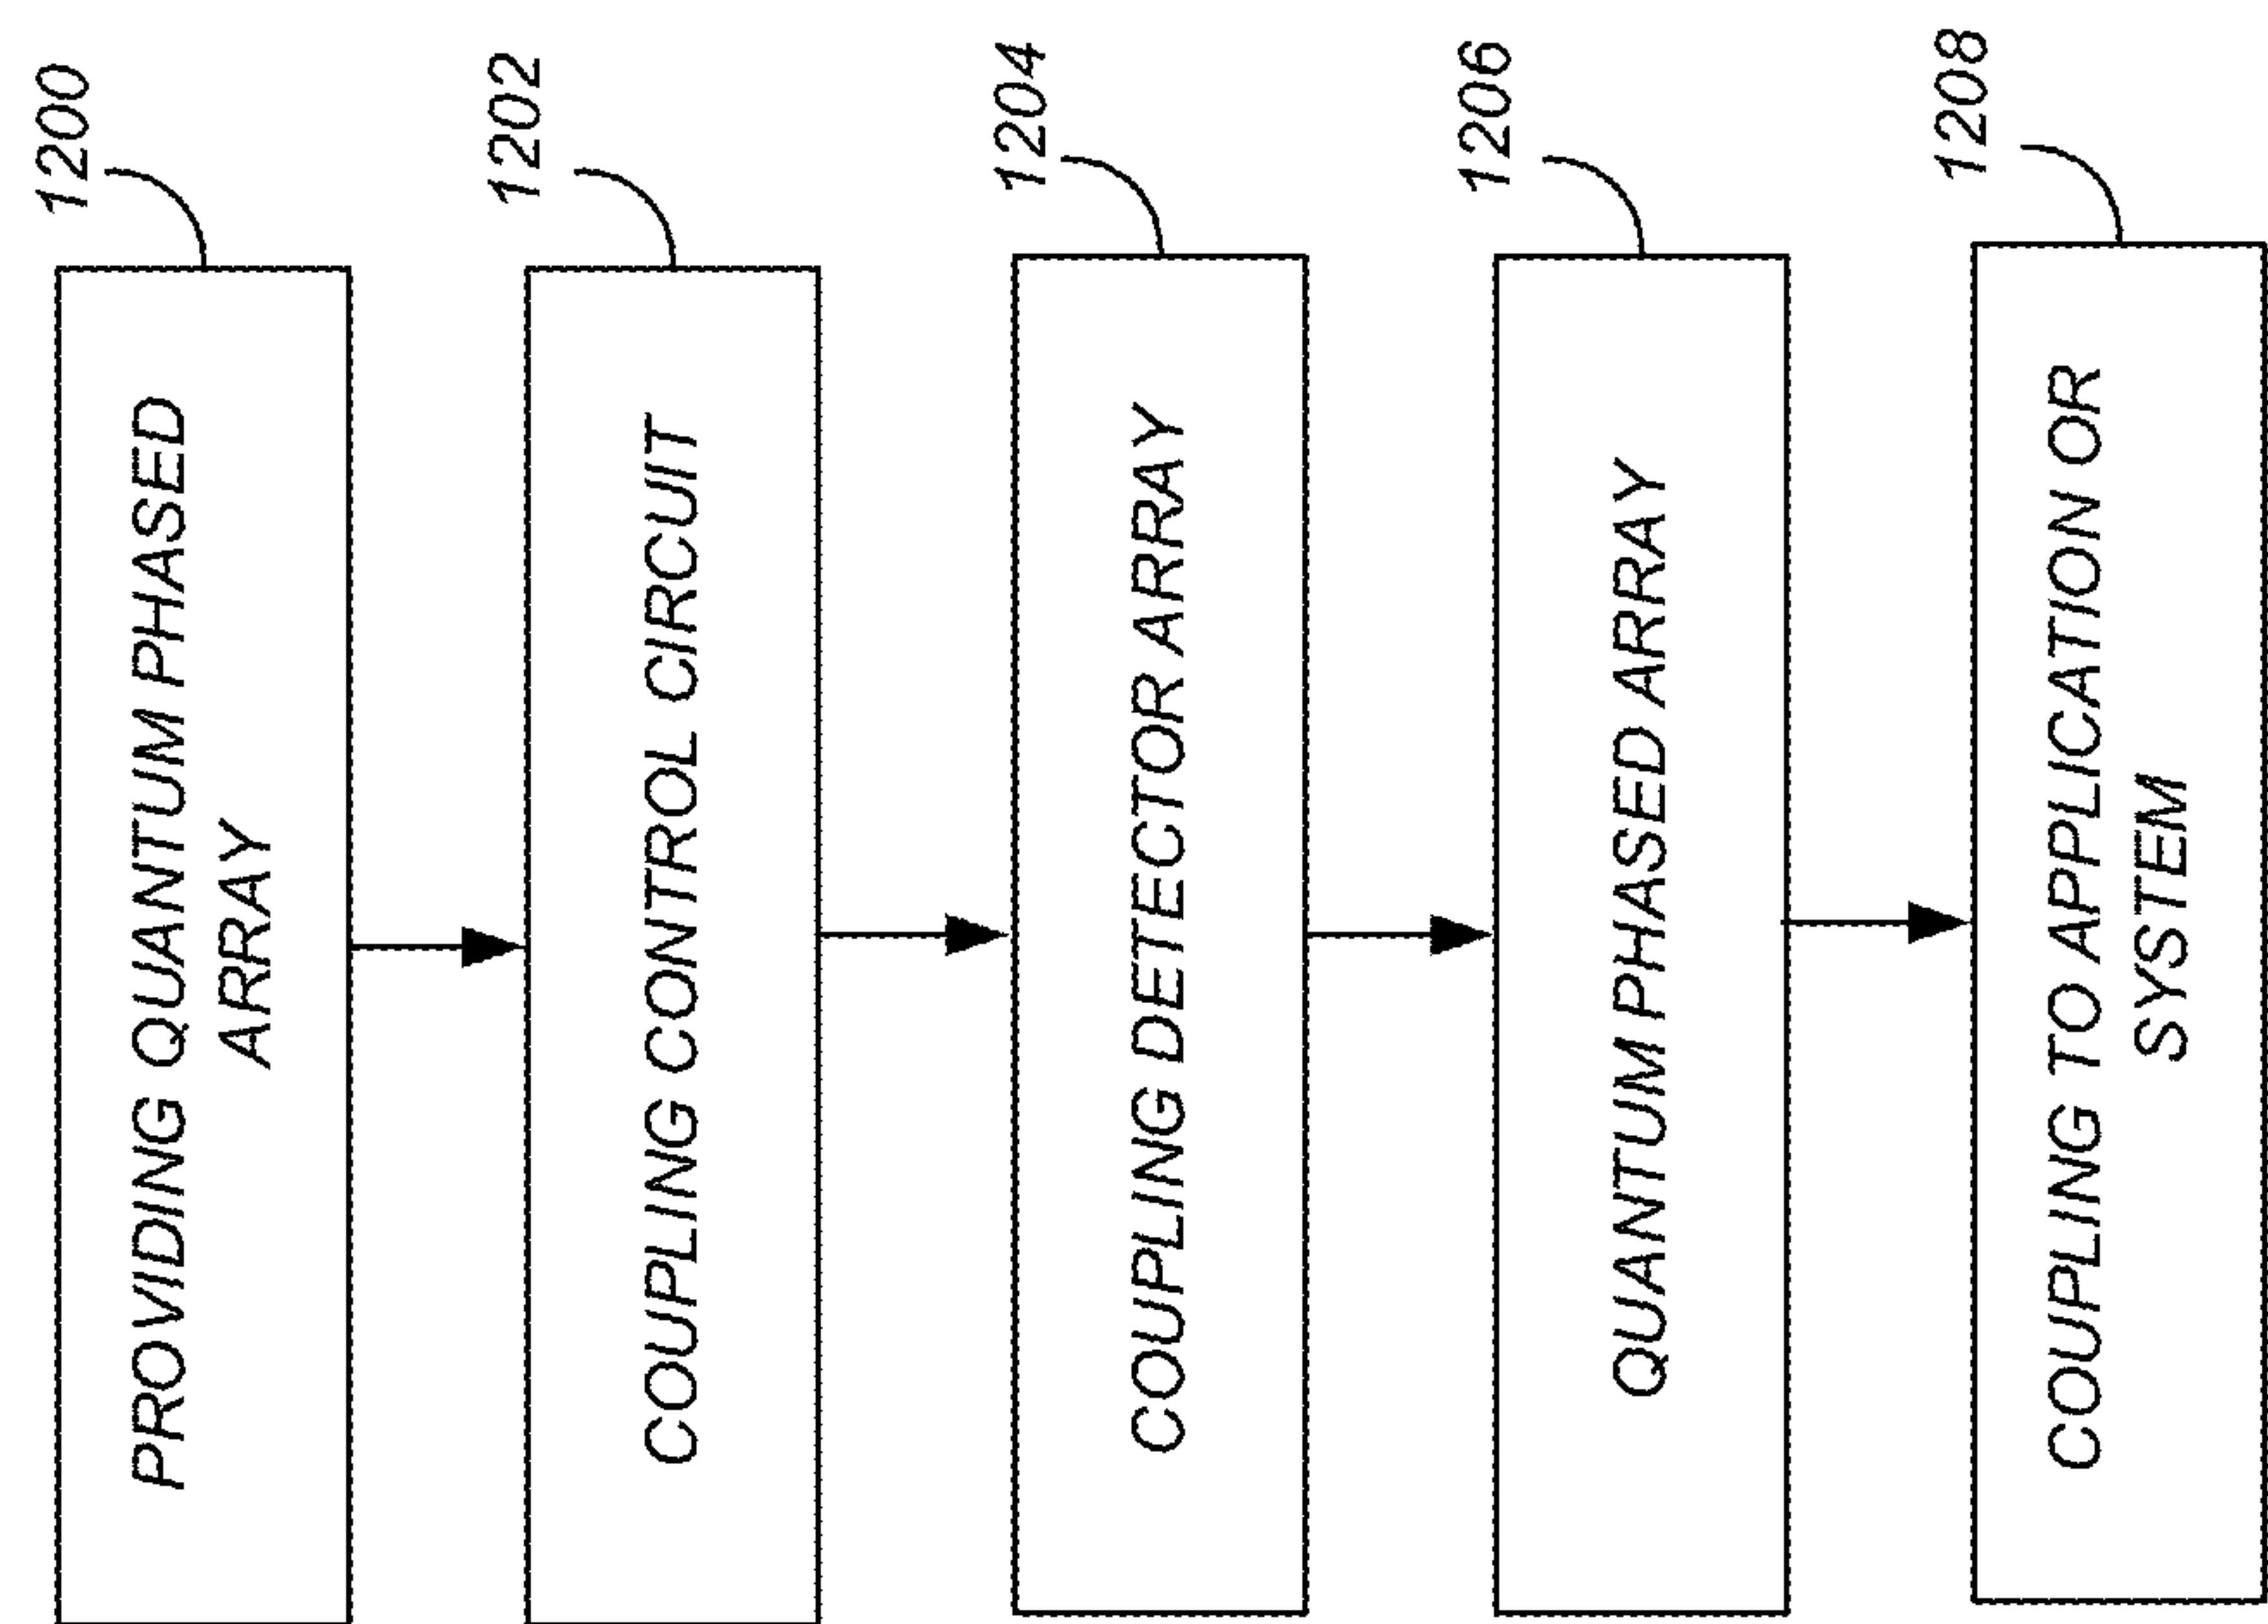 1200
PROVIDING QUANTUM PHASED
ARRAY
1202
COUPLING CONTROL CIRCUIT
1204
COUPLING DETECTOR ARRAY
1206
QUANTUM PHASED ARRAY
1208
COUPLING TO APPLICATION OR
SYSTEM